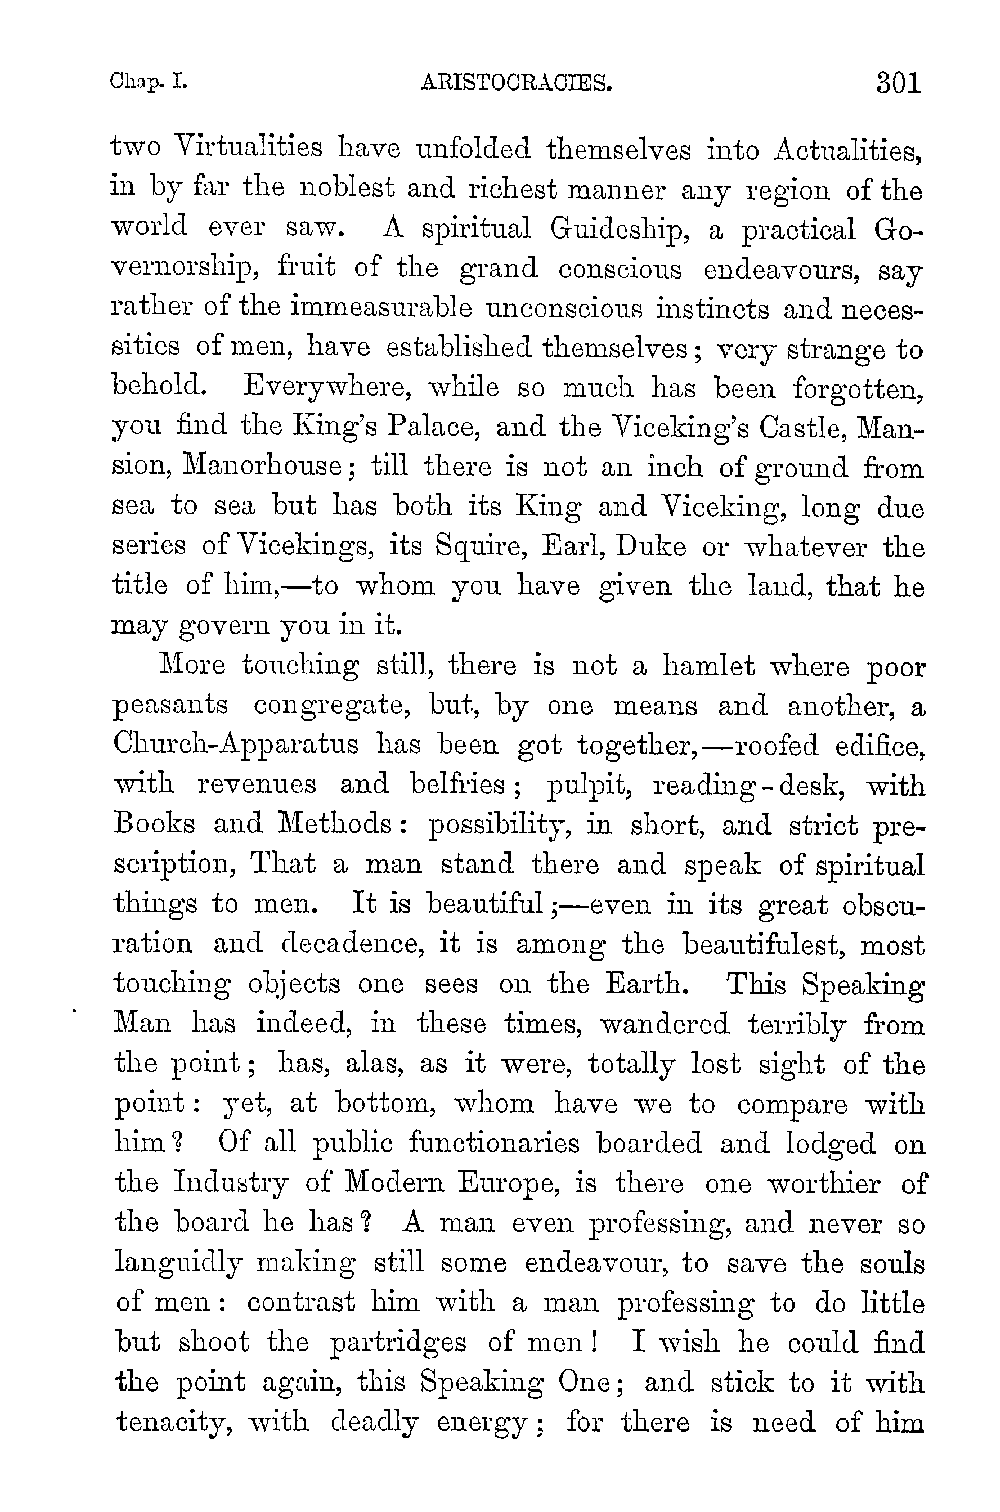 Chap. I. ARISTOCRACIES. 301
two Virtualities have unfolded themselves into Actualities,
in by far the noblest and richest manner any region of the
world ever saw. A spiritual Guideship, a practical Go-
vernorship, fruit of the grand conscious endeavours, say
rather of the immeasurable unconscious instincts and neces-
sities of men, have established themselves; very strange to
behold. Everywhere, while so much has been forgotten,
you find the King's Palace, and the Viceking's Castle, Man-
sion, Manorhouse; till there is not an inch of ground from
sea to sea but has both its King and Viceking, long due
series of Vicekings, its Squire, Earl, Duke or whatever the
title of him,—to whom you have given the land, that he
may govern you in it.
More touching still, there is not a hamlet where poor
peasants congregate, but, by one means and another, a
Church-Apparatus has been got together,—roofed edifice,
with revenues and belfries; pulpit, reading-desk, with
Books and Methods: possibility, in short, and strict pre-
scription, That a man stand there and speak of spiritual
things to men. It is beautiful;—even in its great obscu-
ration and decadence, it is among the beautifulest, most
touching objects one sees on the Earth. This Speaking
Man has indeed, in these times, wandered terribly from
the point; has, alas, as it were, totally lost sight of the
point: yet, at bottom, whom have we to compare with
him? Of all public functionaries boarded and lodged on
the Industry of Modern Europe, is there one worthier of
the board he has? A man even professing, and never so
languidly making still some endeavour, to save the souls
of men: contrast him with a man professing to do little
but shoot the partridges of men! I wish he could find
the point again, this Speaking One; and stick to it with
tenacity, with deadly energy; for there is need of him